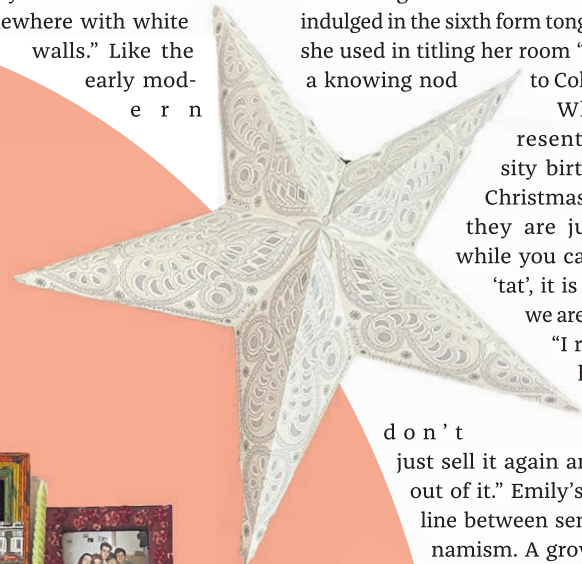 ewhere with white
walls.” Like the
early mod-
e r n
indulged in the sixth form tong
she used in titling her room “
a knowing nod to Col
Wh
resent
sity birt
Christmas
they are ju
while you ca
‘tat’, it is
we are
“I r
d o n ’ t
just sell it again an
out of it.” Emily’s
line between sen
namism. A grow